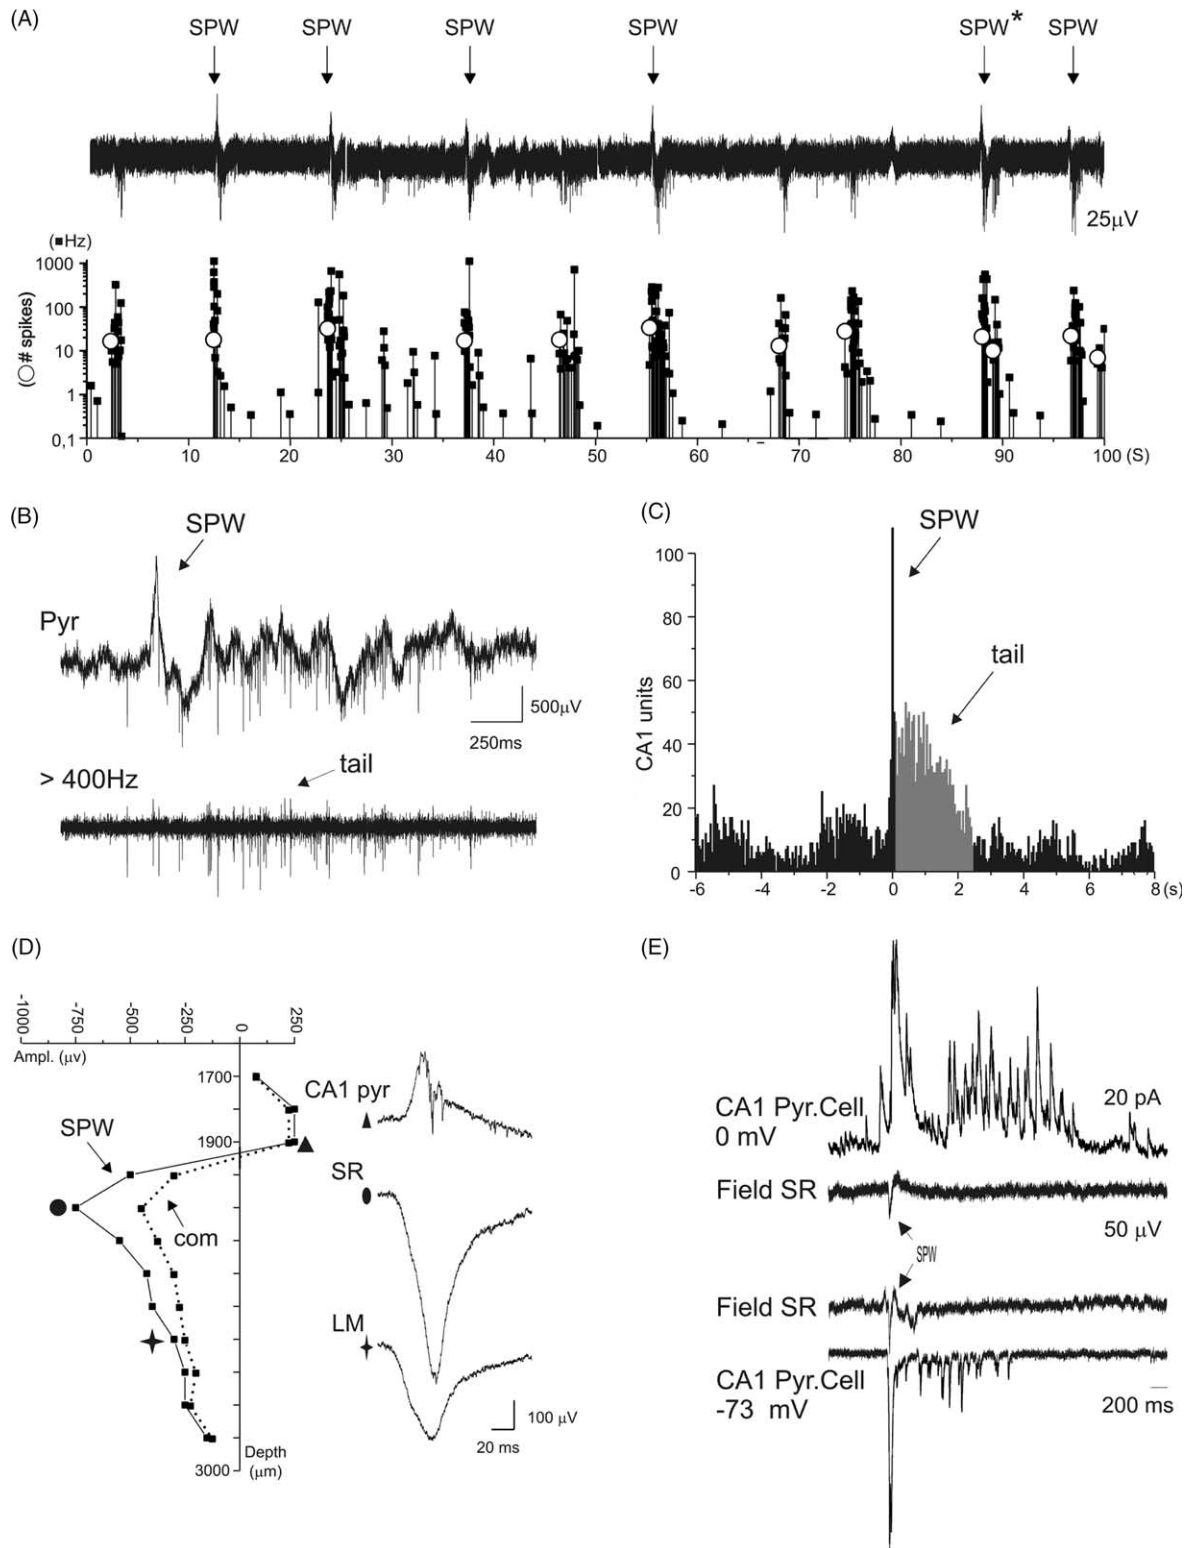 (A)
SPW SPW SPW SPW SPW* SPW
25µV
(■Hz)
(○# spikes)
1000
100
10
1
0,1
0 10 20 30 40 50 60 70 80 90 100 (S)
(B)
SPW
Pyr
500µV
250ms
> 400Hz
tail
(C)
SPW
tail
CA1 units
100
80
60
40
20
0
-6 -4 -2 0 2 4 6 8 (s)
(D)
-1000 -750 -500 -250 0 250
Ampl. (µv)
1700
1900
3000
Depth
(µm)
SPW
com
CA1 pyr
SR
LM
100 µV
20 ms
(E)
CA1 Pyr.Cell
0 mV
20 pA
Field SR
50 µV
SPW
Field SR
CA1 Pyr.Cell
-73 mV
200 ms